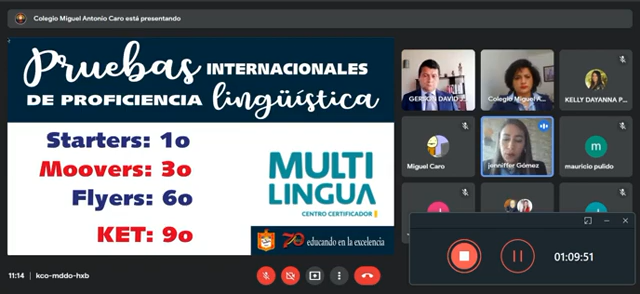 Colegio Miguel Antonio Caro está presentando
Pruebas INTERNACIONALES
DE PROFICIENCIA lingüística
Starters: 1o
Moovers: 3o
Flyers: 6o
KET: 9o
MULTI
LINGUA
CENTRO CERTIFICADOR
70 educando en la excelencia
Colegio Miguel A...
KELLY DAYANNA P...
Miguel Caro
jenniffer Gómez
m
mauricio pulido
01:09:51
11:14 kco-mddo-hxb